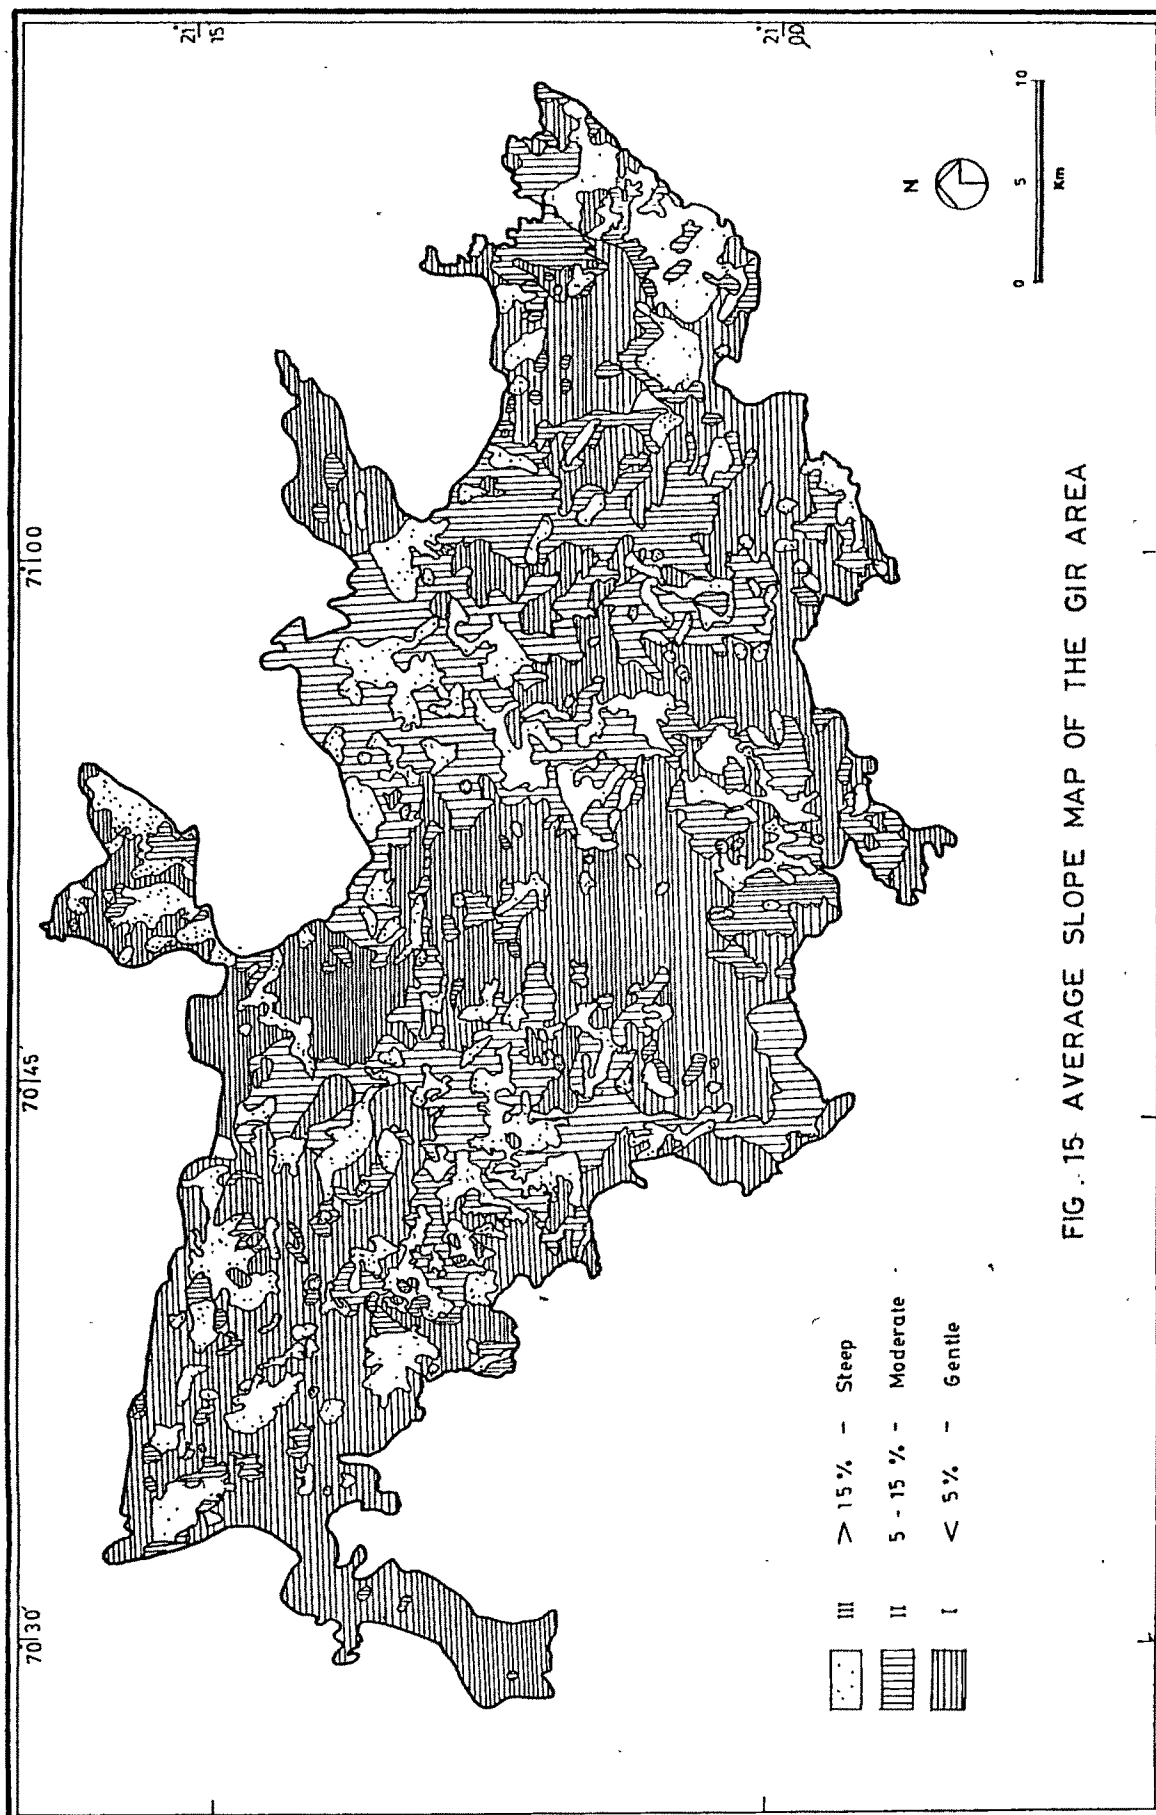 70°30′
70°45′
71°00
21°
15
21°
00
N
0 5 10
Km
III > 15 % - Steep
II 5 - 15 % - Moderate
I < 5 % - Gentle
FIG. 15 AVERAGE SLOPE MAP OF THE GIR AREA